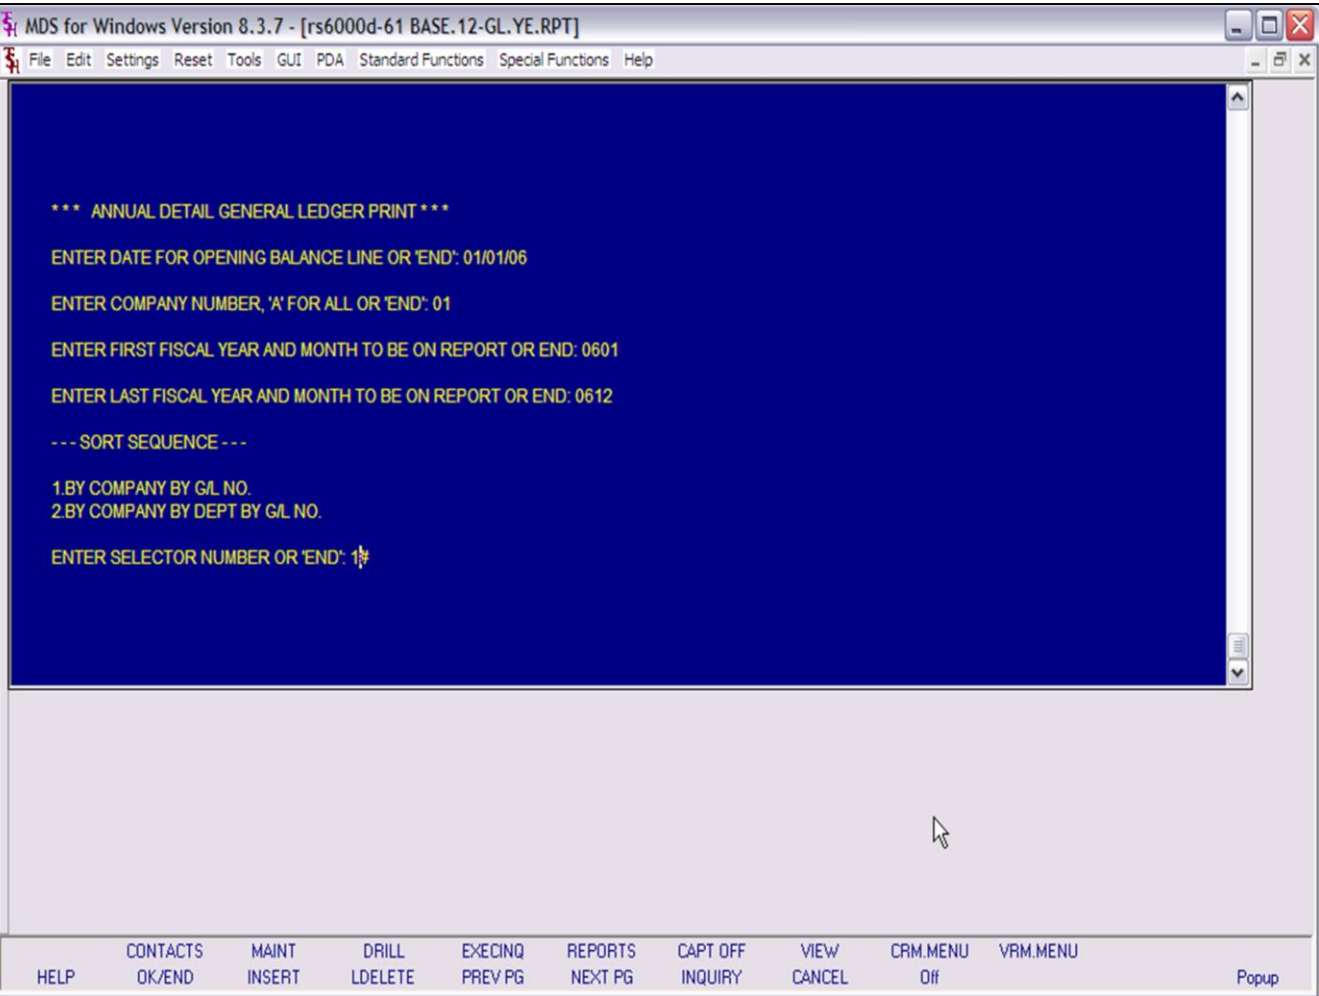 MDS for Windows Version 8.3.7 - [rs6000d-61 BASE.12-GL.YE.RPT]
File Edit Settings Reset Tools GUI PDA Standard Functions Special Functions Help
* * * ANNUAL DETAIL GENERAL LEDGER PRINT * * *
ENTER DATE FOR OPENING BALANCE LINE OR 'END': 01/01/06
ENTER COMPANY NUMBER, 'A' FOR ALL OR 'END': 01
ENTER FIRST FISCAL YEAR AND MONTH TO BE ON REPORT OR END: 0601
ENTER LAST FISCAL YEAR AND MONTH TO BE ON REPORT OR END: 0612
- - - SORT SEQUENCE - - -
1.BY COMPANY BY G/L NO.
2.BY COMPANY BY DEPT BY G/L NO.
ENTER SELECTOR NUMBER OR 'END': 1#
CONTACTS MAINT DRILL EXECINQ REPORTS CAPT OFF VIEW CRM.MENU VRM.MENU
HELP OK/END INSERT LDELETE PREV PG NEXT PG INQUIRY CANCEL Off Popup